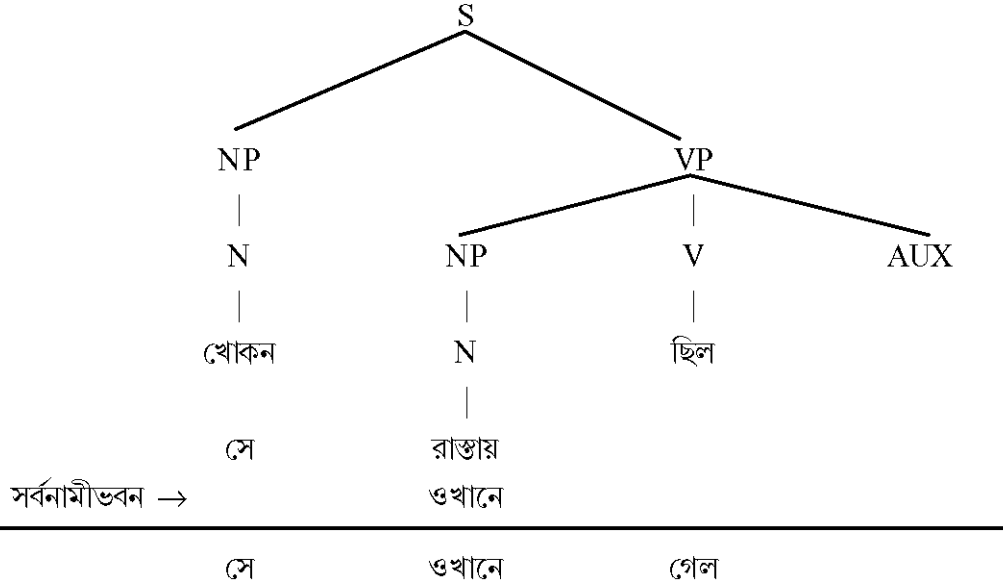 S
NP VP
N NP V AUX
খোকন N ছিল
সে রাস্তায়
সর্বনামীভবন → ওখানে
সে ওখানে গেল